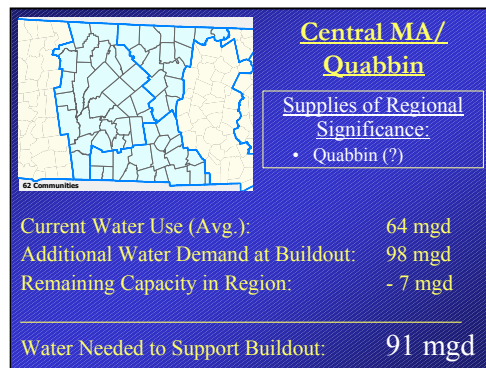 Central MA/
Quabbin
Supplies of Regional
Significance:
• Quabbin (?)
62 Communities
Current Water Use (Avg.): 64 mgd
Additional Water Demand at Buildout: 98 mgd
Remaining Capacity in Region: - 7 mgd
Water Needed to Support Buildout: 91 mgd